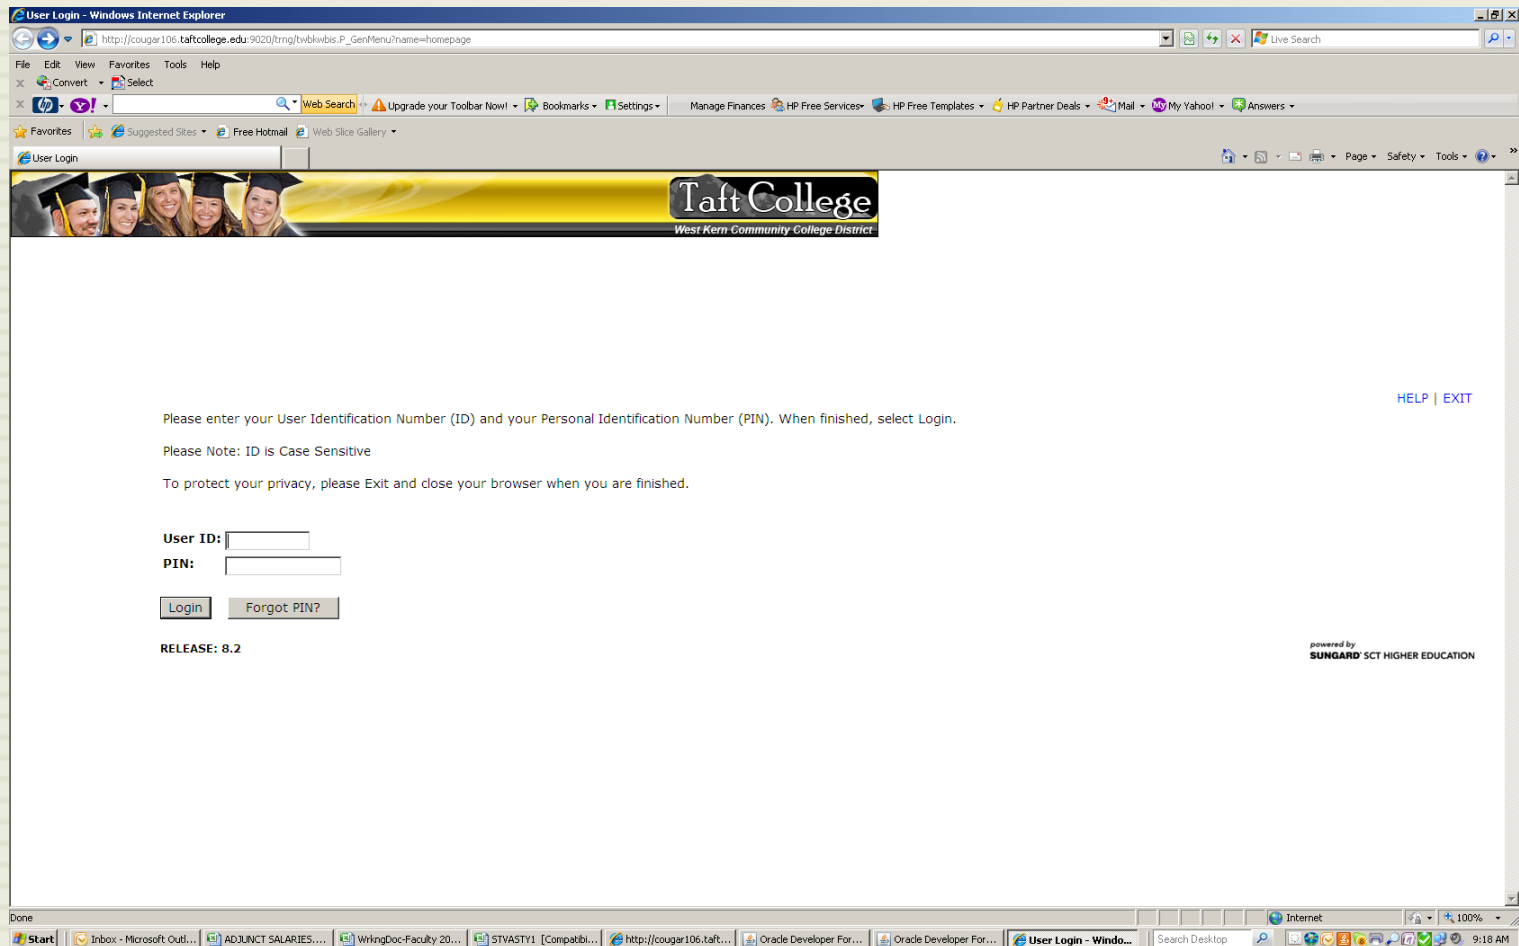 User Login - Windows Internet Explorer
http://cougar106.taftcollege.edu:9020/trng/twbkwbis.P_GenMenu?name=homepage
Live Search
File Edit View Favorites Tools Help
x Convert Select
x hp Y! Web Search Upgrade your Toolbar Now! Bookmarks Settings Manage Finances HP Free Services HP Free Templates HP Partner Deals Mail My Yahoo! Answers
Favorites Suggested Sites Free Hotmail Web Slice Gallery
User Login
Page Safety Tools
Taft College
West Kern Community College District
HELP | EXIT
Please enter your User Identification Number (ID) and your Personal Identification Number (PIN). When finished, select Login.
Please Note: ID is Case Sensitive
To protect your privacy, please Exit and close your browser when you are finished.
User ID:
PIN:
Login Forgot PIN?
RELEASE: 8.2
powered by
SUNGARD' SCT HIGHER EDUCATION
Done Internet 100%
Start Inbox - Microsoft Outl... ADJUNCT SALARIES.... WrkngDoc-Faculty 20... STVASTY1 [Compatibi... http://cougar106.taft... Oracle Developer For... Oracle Developer For... User Login - Windo... Search Desktop 9:18 AM